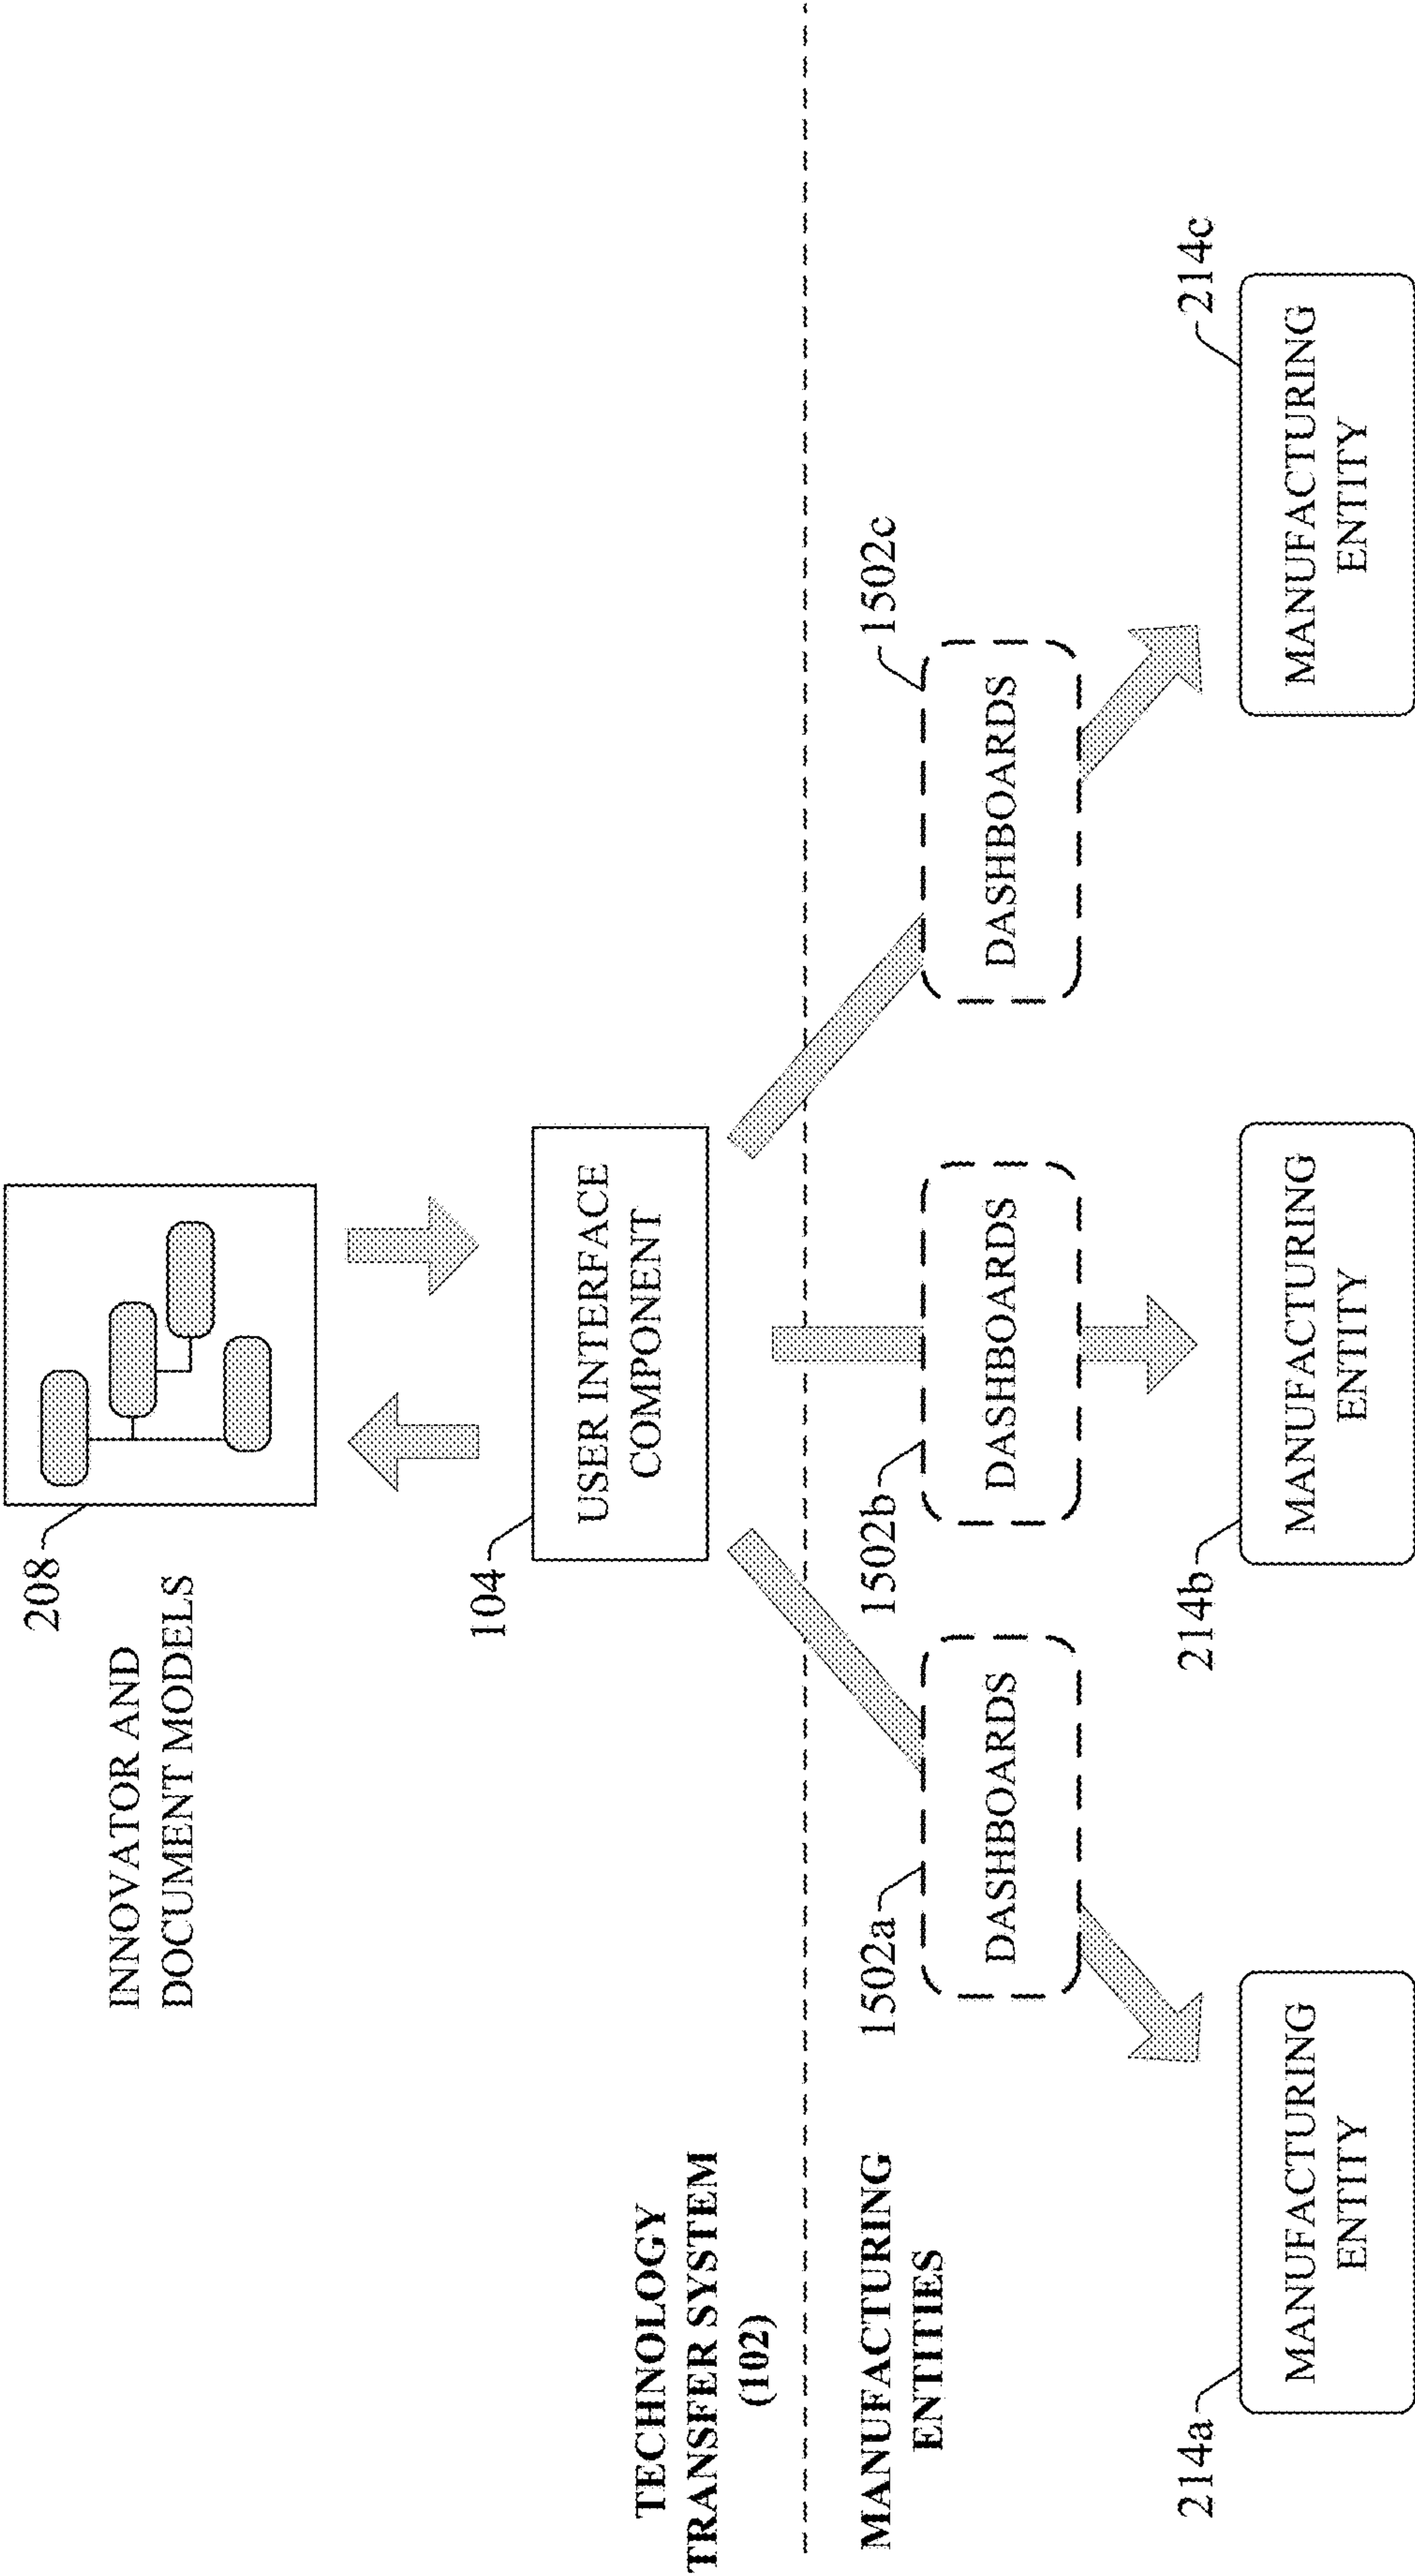 208
INNOVATOR AND
DOCUMENT MODELS
104
USER INTERFACE
COMPONENT
TECHNOLOGY
TRANSFER SYSTEM
(102)
MANUFACTURING
ENTITIES
1502a
DASHBOARDS
1502b
DASHBOARDS
1502c
DASHBOARDS
214a
MANUFACTURING
ENTITY
214b
MANUFACTURING
ENTITY
214c
MANUFACTURING
ENTITY